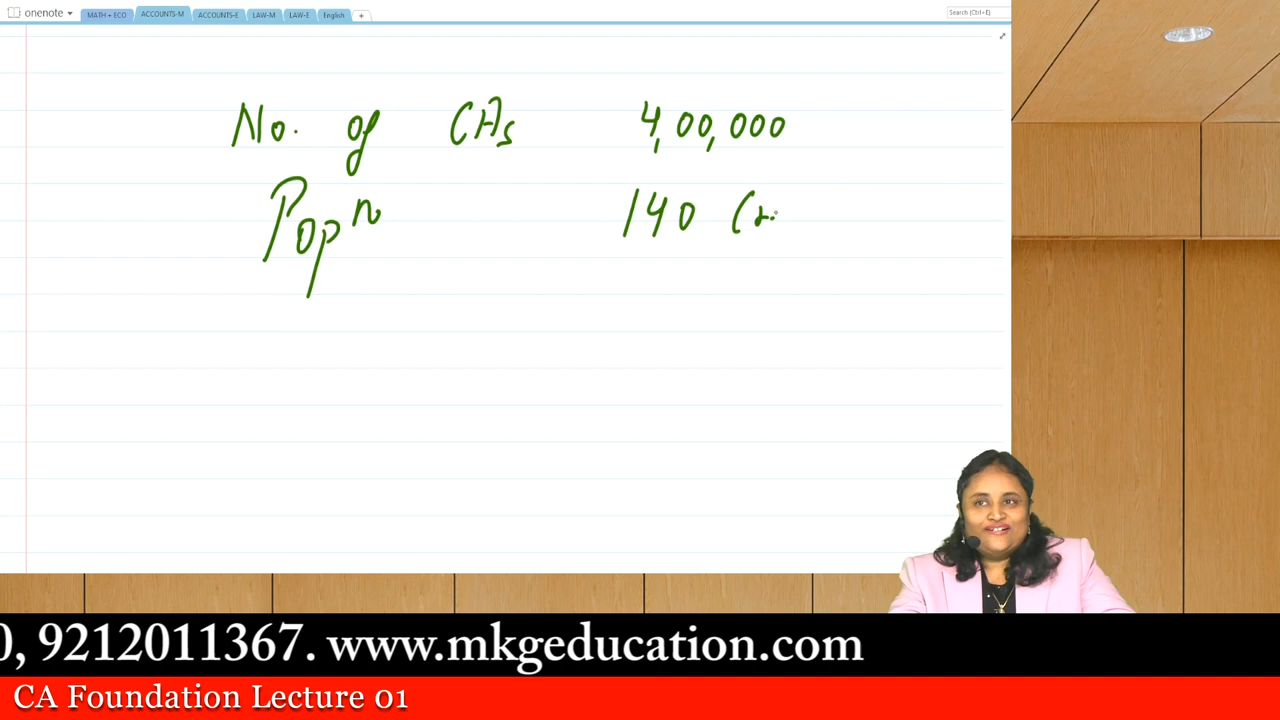 onenote
MATH + ECO ACCOUNTS-M ACCOUNTS-E LAW-M LAW-E English +
Search (Ctrl+E)
No. of CAs 4,00,000
Popn 140 Cr.
0, 9212011367. www.mkgeducation.com
CA Foundation Lecture 01